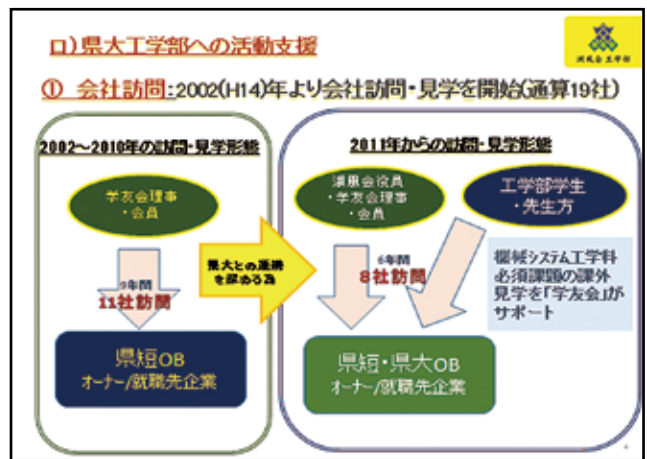 ロ）県大工学部への活動支援
① 会社訪問：2002(H14)年より会社訪問・見学を開始(通算19社)
2002～2010年の訪問・見学形態
学友会理事
・会員
9年間
11社訪問
県短OB
オーナー/就職先企業
県大との連携
を深める為
2011年からの訪問・見学形態
・学友会理事
・会員
工学部学生
・先生方
6年間
8社訪問
機械システム工学科
必須課題の課外
見学を「学友会」が
サポート
県短・県大OB
オーナー/就職先企業